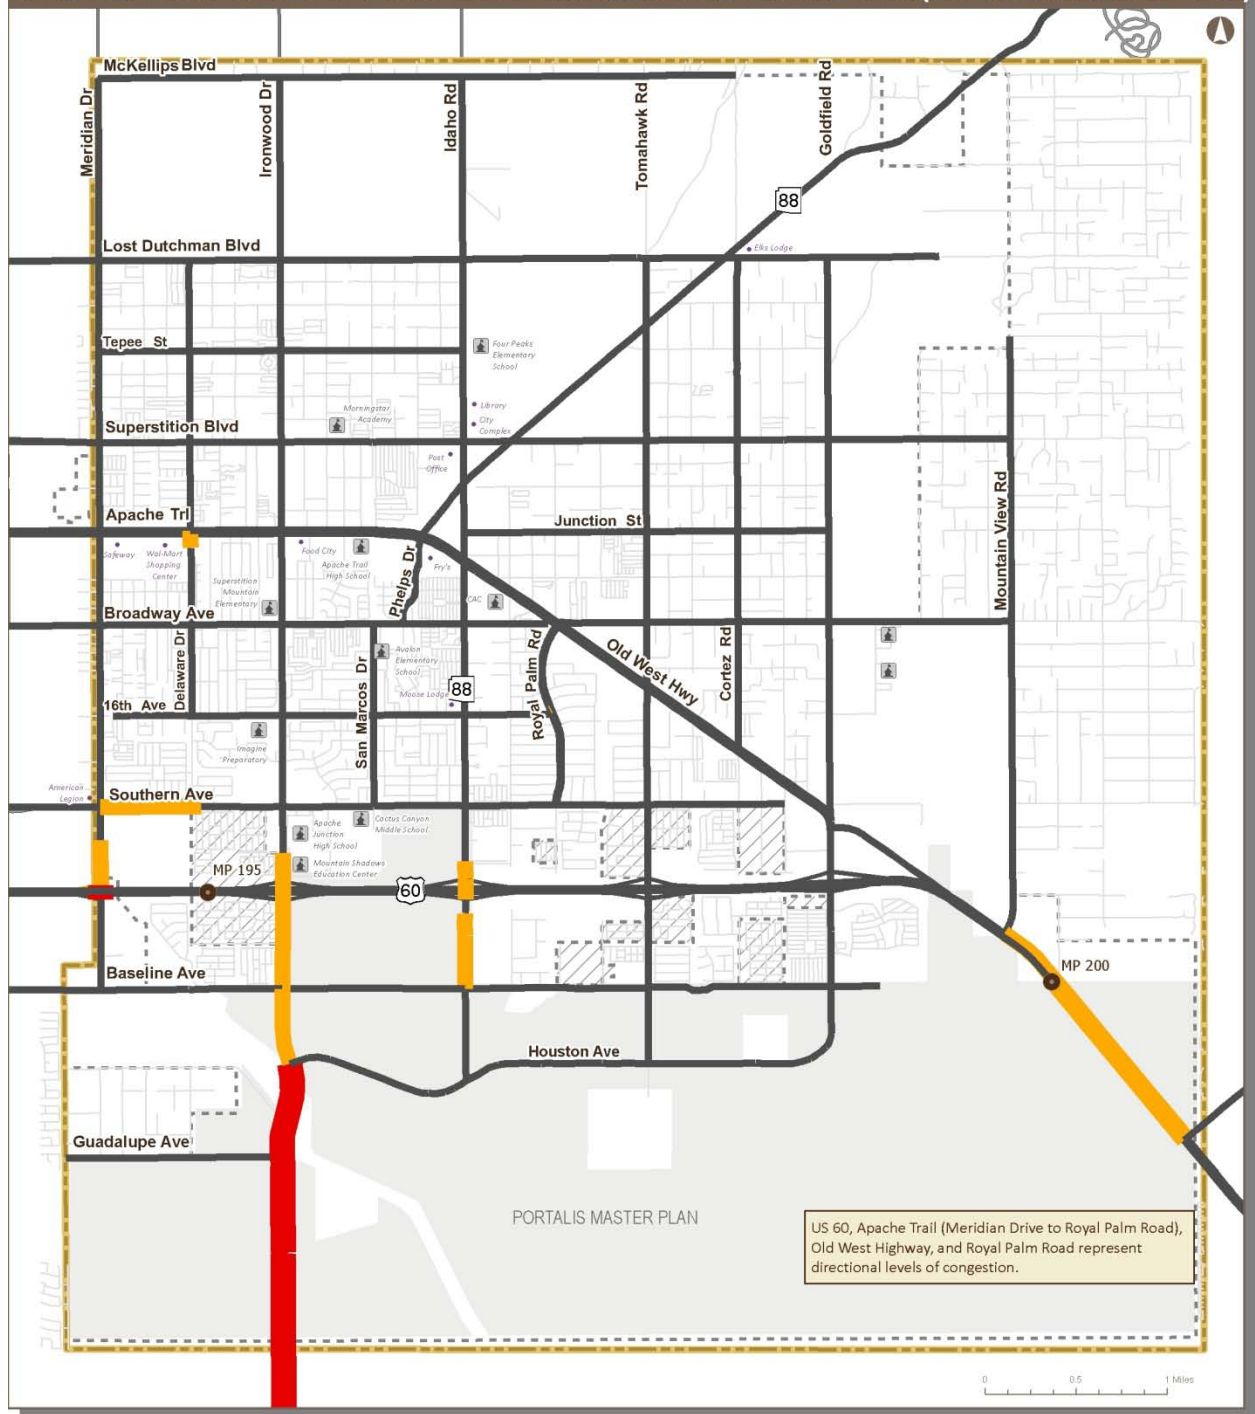 McKellips Blvd
Meridian Dr
Ironwood Dr
Idaho Rd
Tomahawk Rd
Goldfield Rd
88
Lost Dutchman Blvd
Elks Lodge
Tepee St
Four Peaks
Elementary
School
Morningstar
Academy
Library
City
Complex
Superstition Blvd
Post
Office
Mountain View Rd
Apache Trl
Junction St
Safeway
Wal-Mart
Shopping
Center
Food City
Apache Trail
High School
Phelps Dr
Fry's
Superstition
Mountain
Elementary
CAC
Broadway Ave
Delaware Dr
San Marcos Dr
Avalon
Elementary
School
Royal Palm Rd
Old West Hwy
Cortez Rd
Moose Lodge
88
16th Ave
Imagine
Preparatory
American
Legion
Southern Ave
Apache
Junction
High School
Cactus Canyon
Middle School
Mountain Shadows
Education Center
MP 195
60
Baseline Ave
MP 200
Houston Ave
Guadalupe Ave
PORTALIS MASTER PLAN
US 60, Apache Trail (Meridian Drive to Royal Palm Road),
Old West Highway, and Royal Palm Road represent
directional levels of congestion.
0 0.5 1 Miles